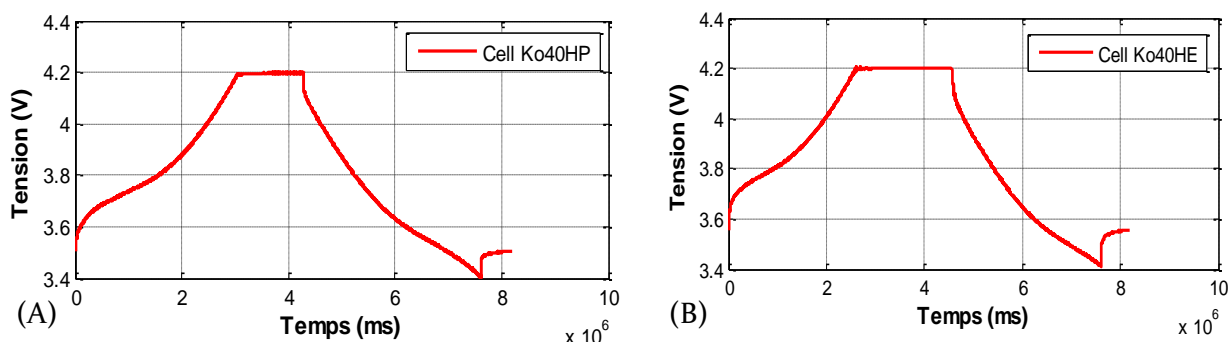 4.4
4.2
4
3.8
3.6
3.4
Tension (V)
Cell Ko40HP
0 2 4 6 8 10
Temps (ms)
x 10^6
(A)
4.4
4.2
4
3.8
3.6
3.4
Tension (V)
Cell Ko40HE
0 2 4 6 8 10
Temps (ms)
x 10^6
(B)